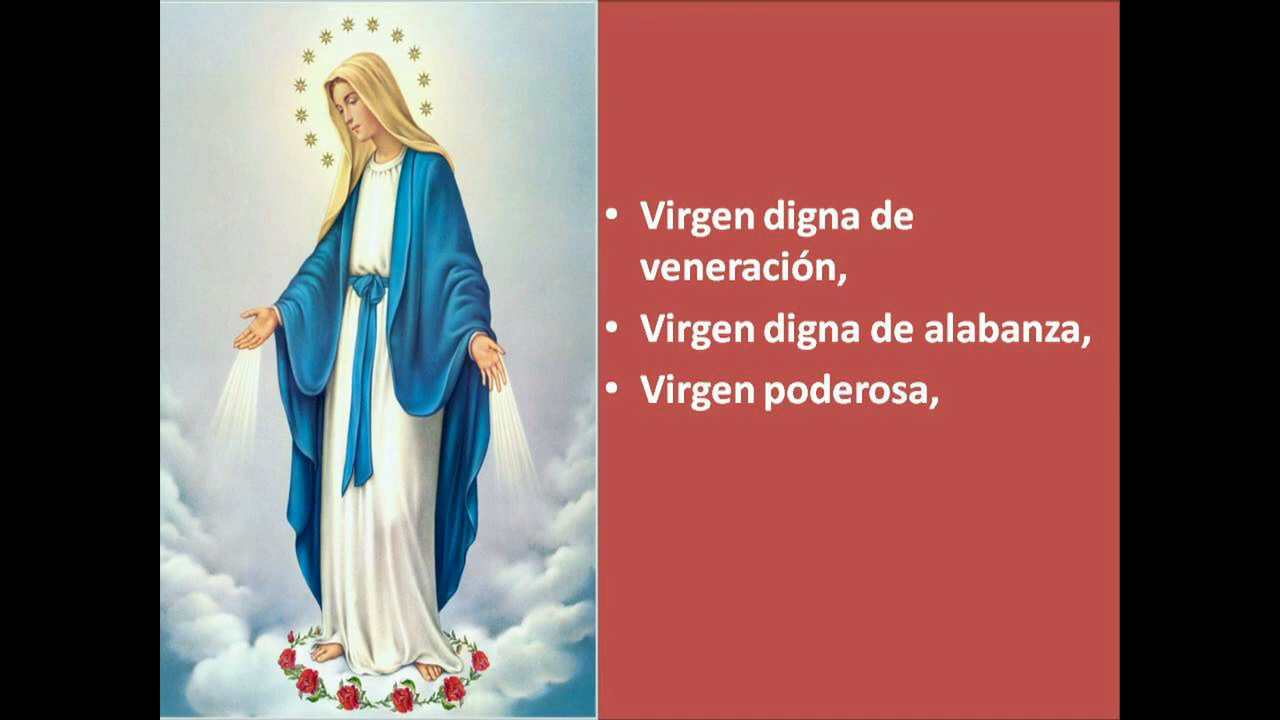 • Virgen digna de
veneración,
• Virgen digna de alabanza,
• Virgen poderosa,